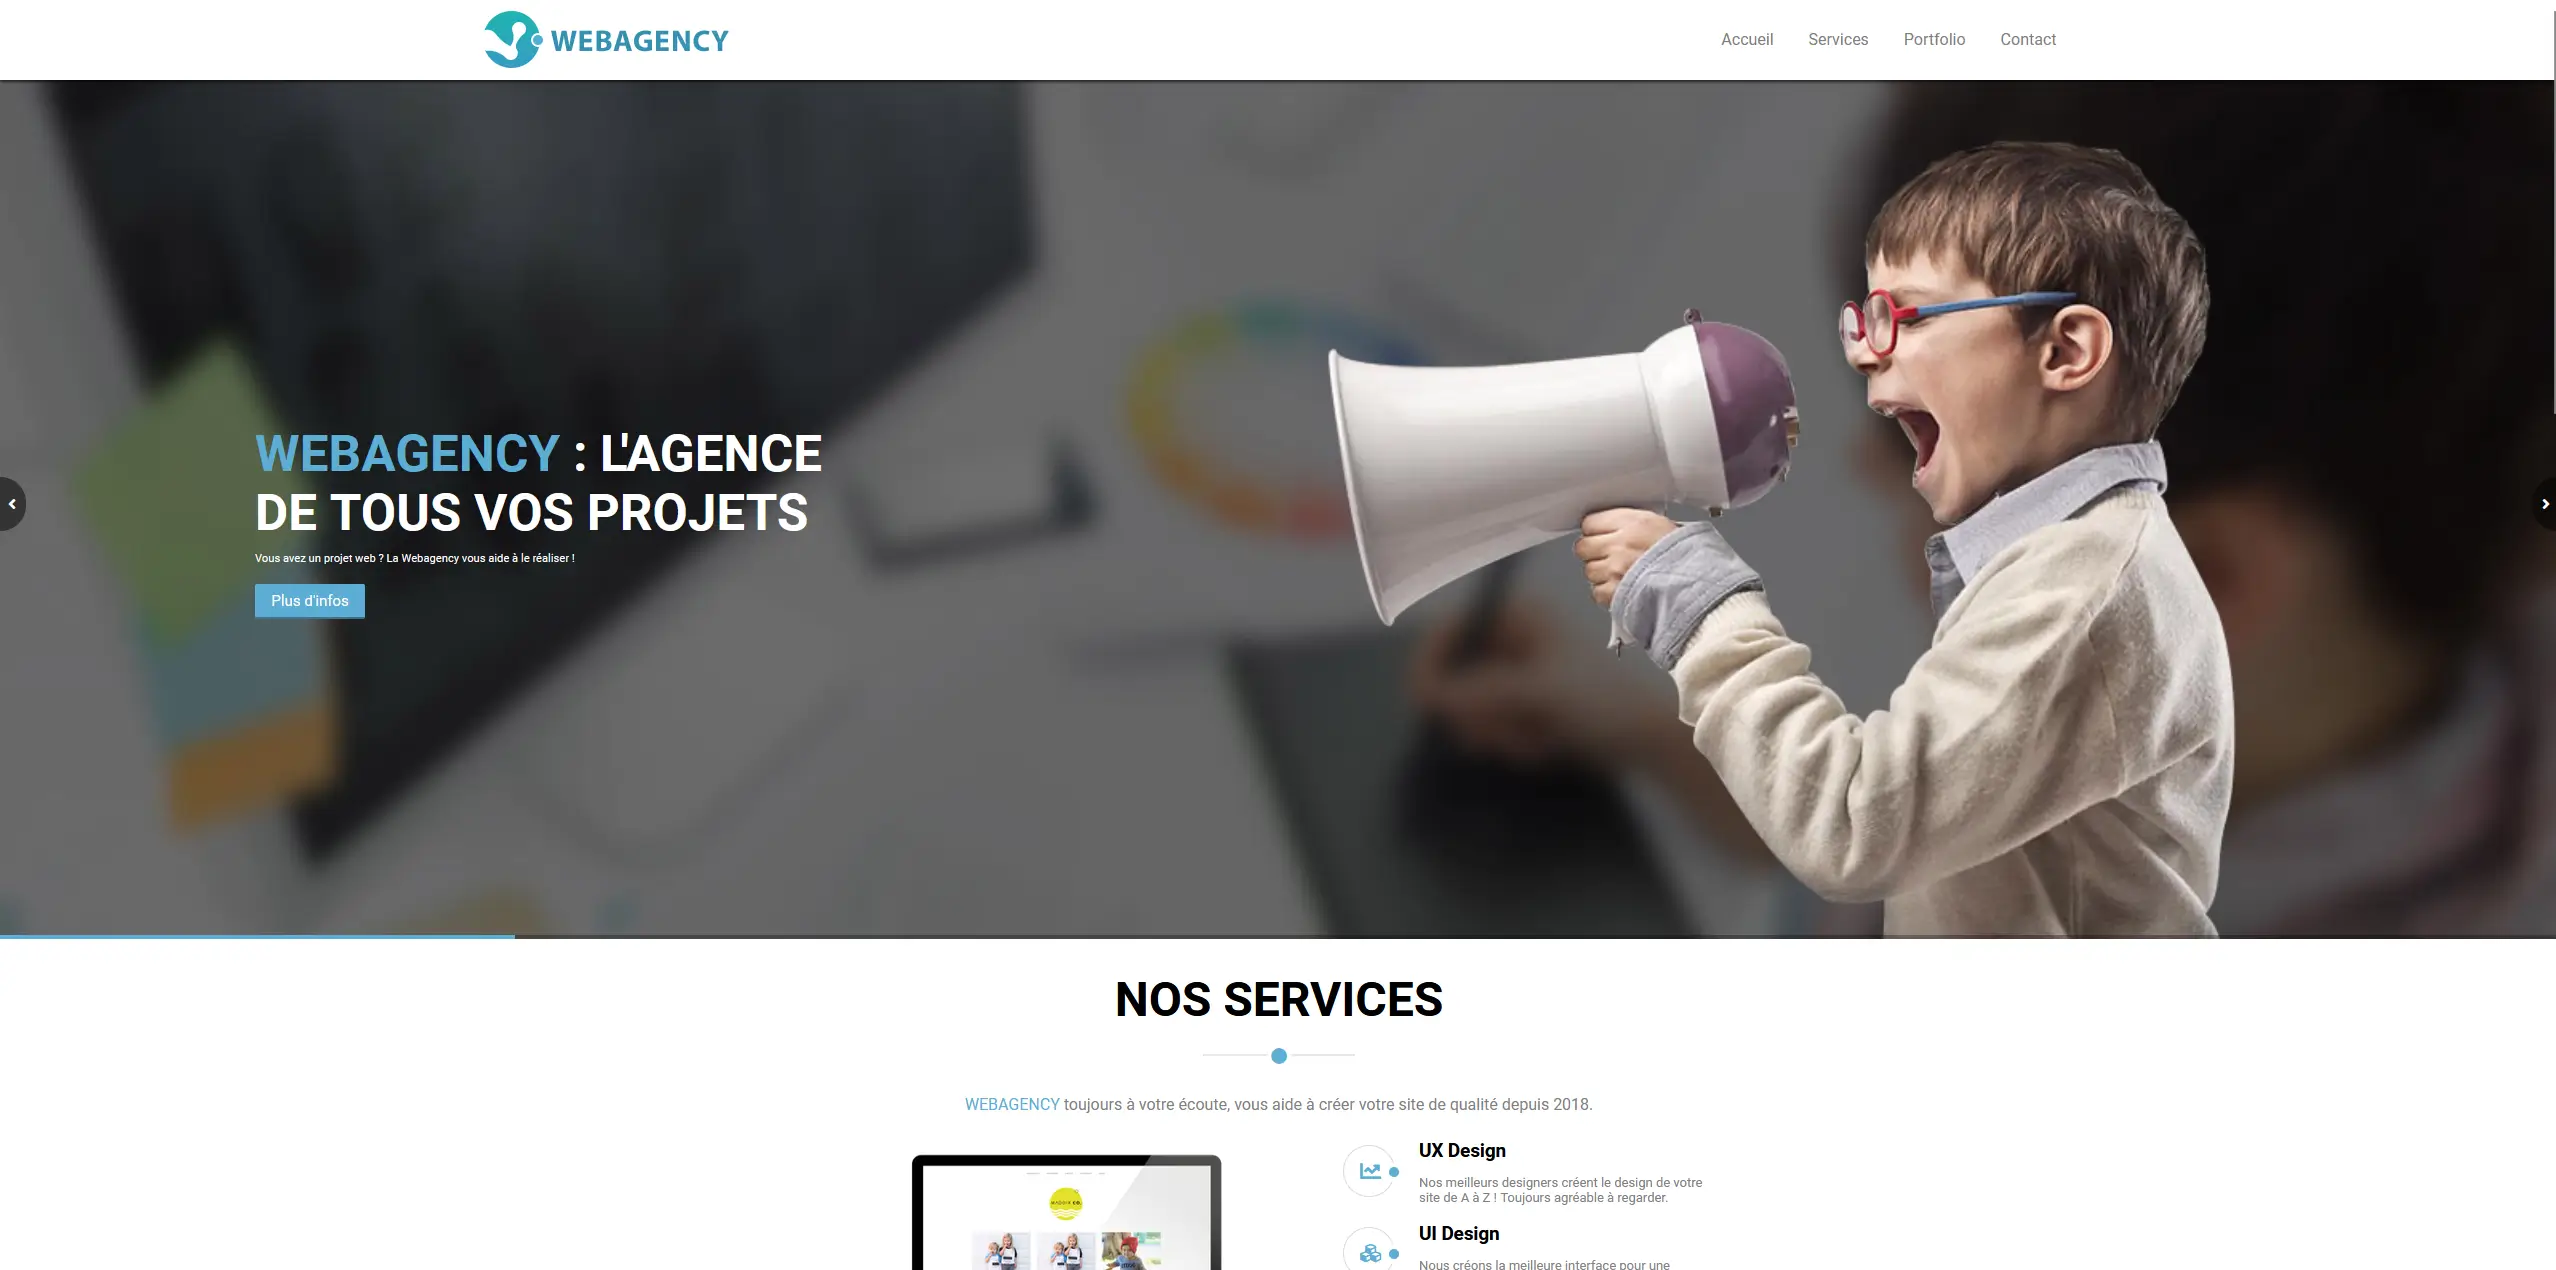 WEBAGENCY
Accueil
Services
Portfolio
Contact
WEBAGENCY : L'AGENCE
DE TOUS VOS PROJETS
Vous avez un projet web ? La Webagency vous aide à le réaliser !
Plus d'infos
NOS SERVICES
WEBAGENCY toujours à votre écoute, vous aide à créer votre site de qualité depuis 2018.
UX Design
Nos meilleurs designers créent le design de votre
site de A à Z ! Toujours agréable à regarder.
UI Design
Nous créons la meilleure interface pour une